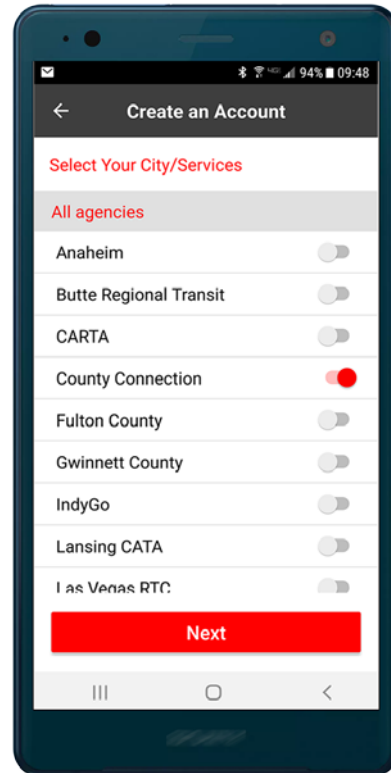 94% 09:48
Create an Account
Select Your City/Services
All agencies
Anaheim
Butte Regional Transit
CARTA
County Connection
Fulton County
Gwinnett County
IndyGo
Lansing CATA
Las Vegas RTC
Next